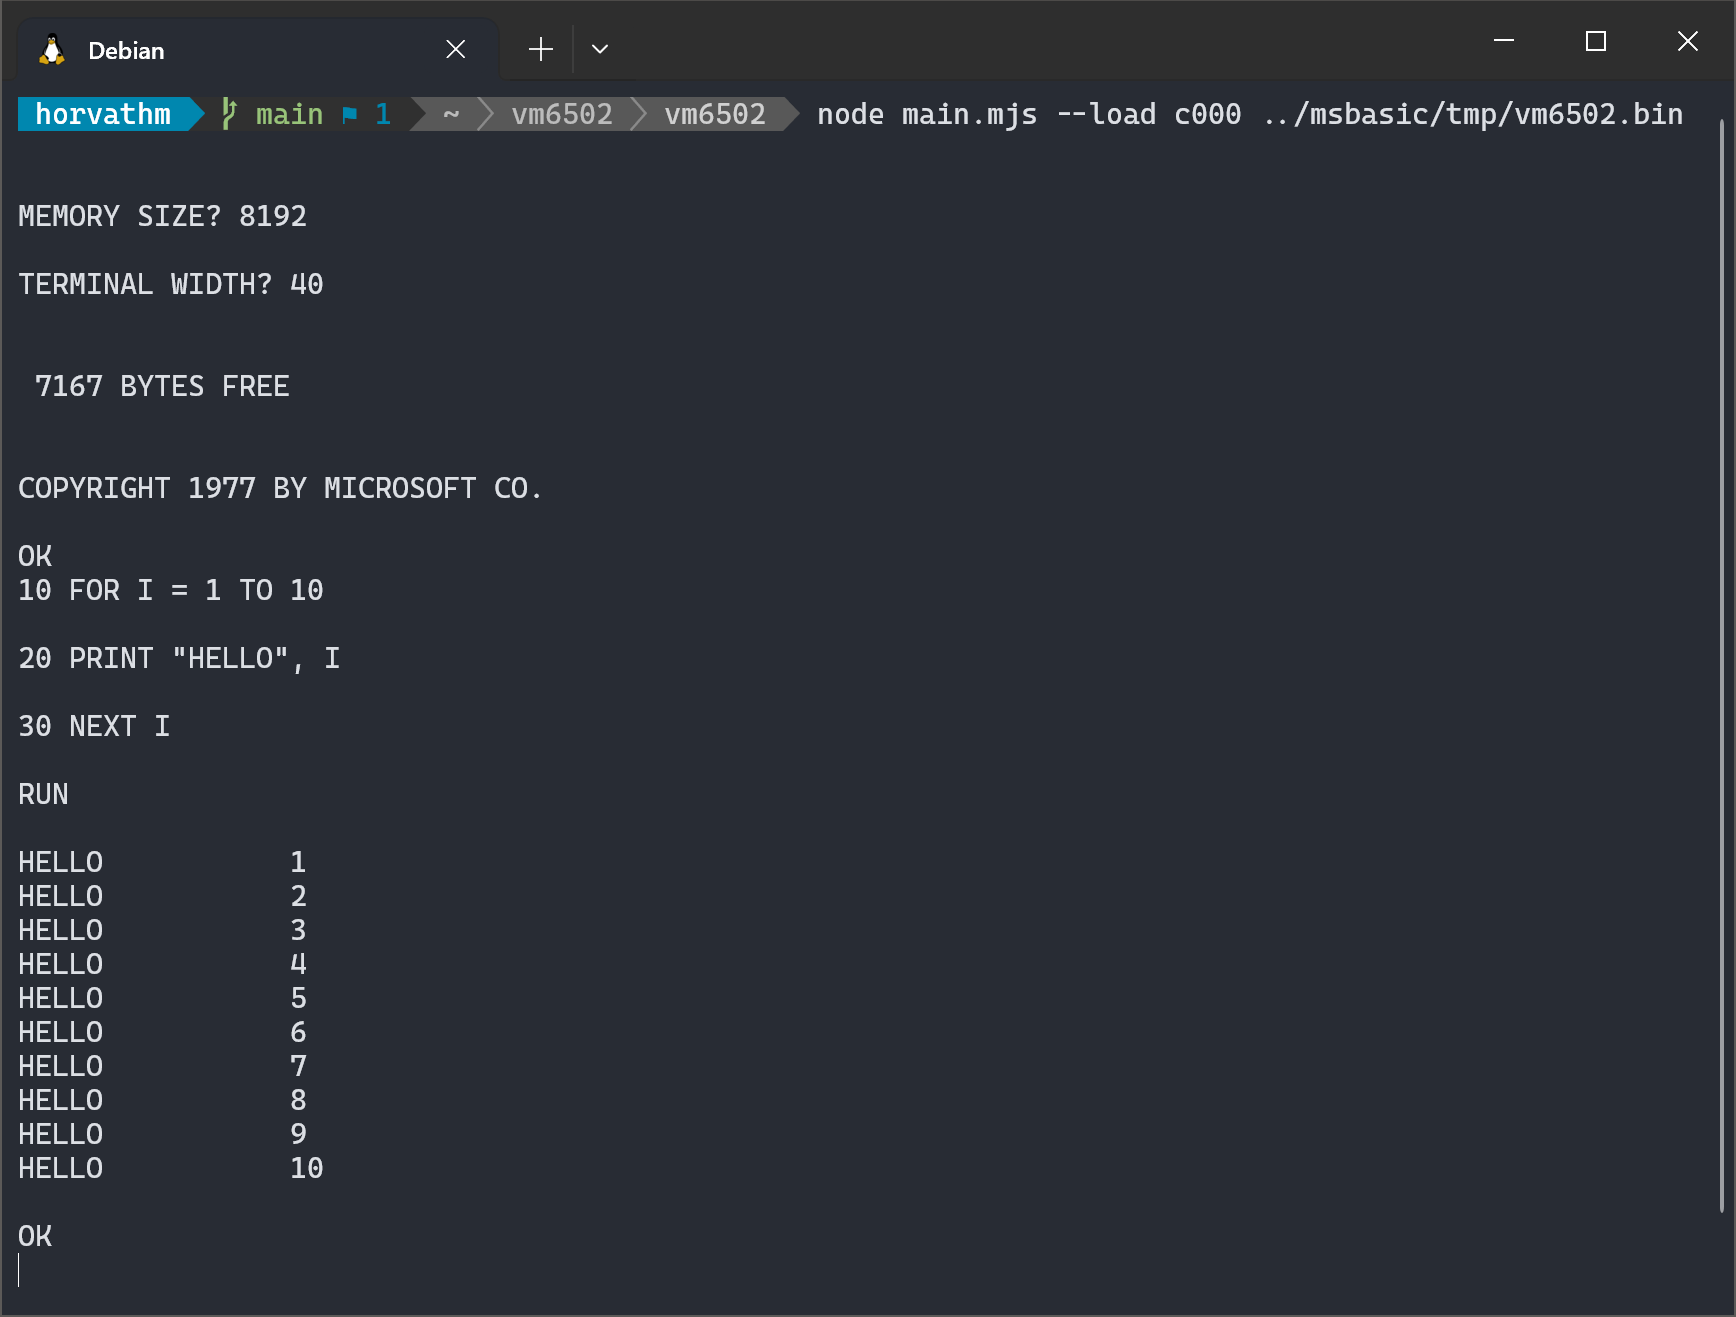 Debian
horvathm main 1 ~ vm6502 vm6502 node main.mjs --load c000 ../msbasic/tmp/vm6502.bin
MEMORY SIZE? 8192
TERMINAL WIDTH? 40
7167 BYTES FREE
COPYRIGHT 1977 BY MICROSOFT CO.
OK
10 FOR I = 1 TO 10
20 PRINT "HELLO", I
30 NEXT I
RUN
HELLO 1
HELLO 2
HELLO 3
HELLO 4
HELLO 5
HELLO 6
HELLO 7
HELLO 8
HELLO 9
HELLO 10
OK